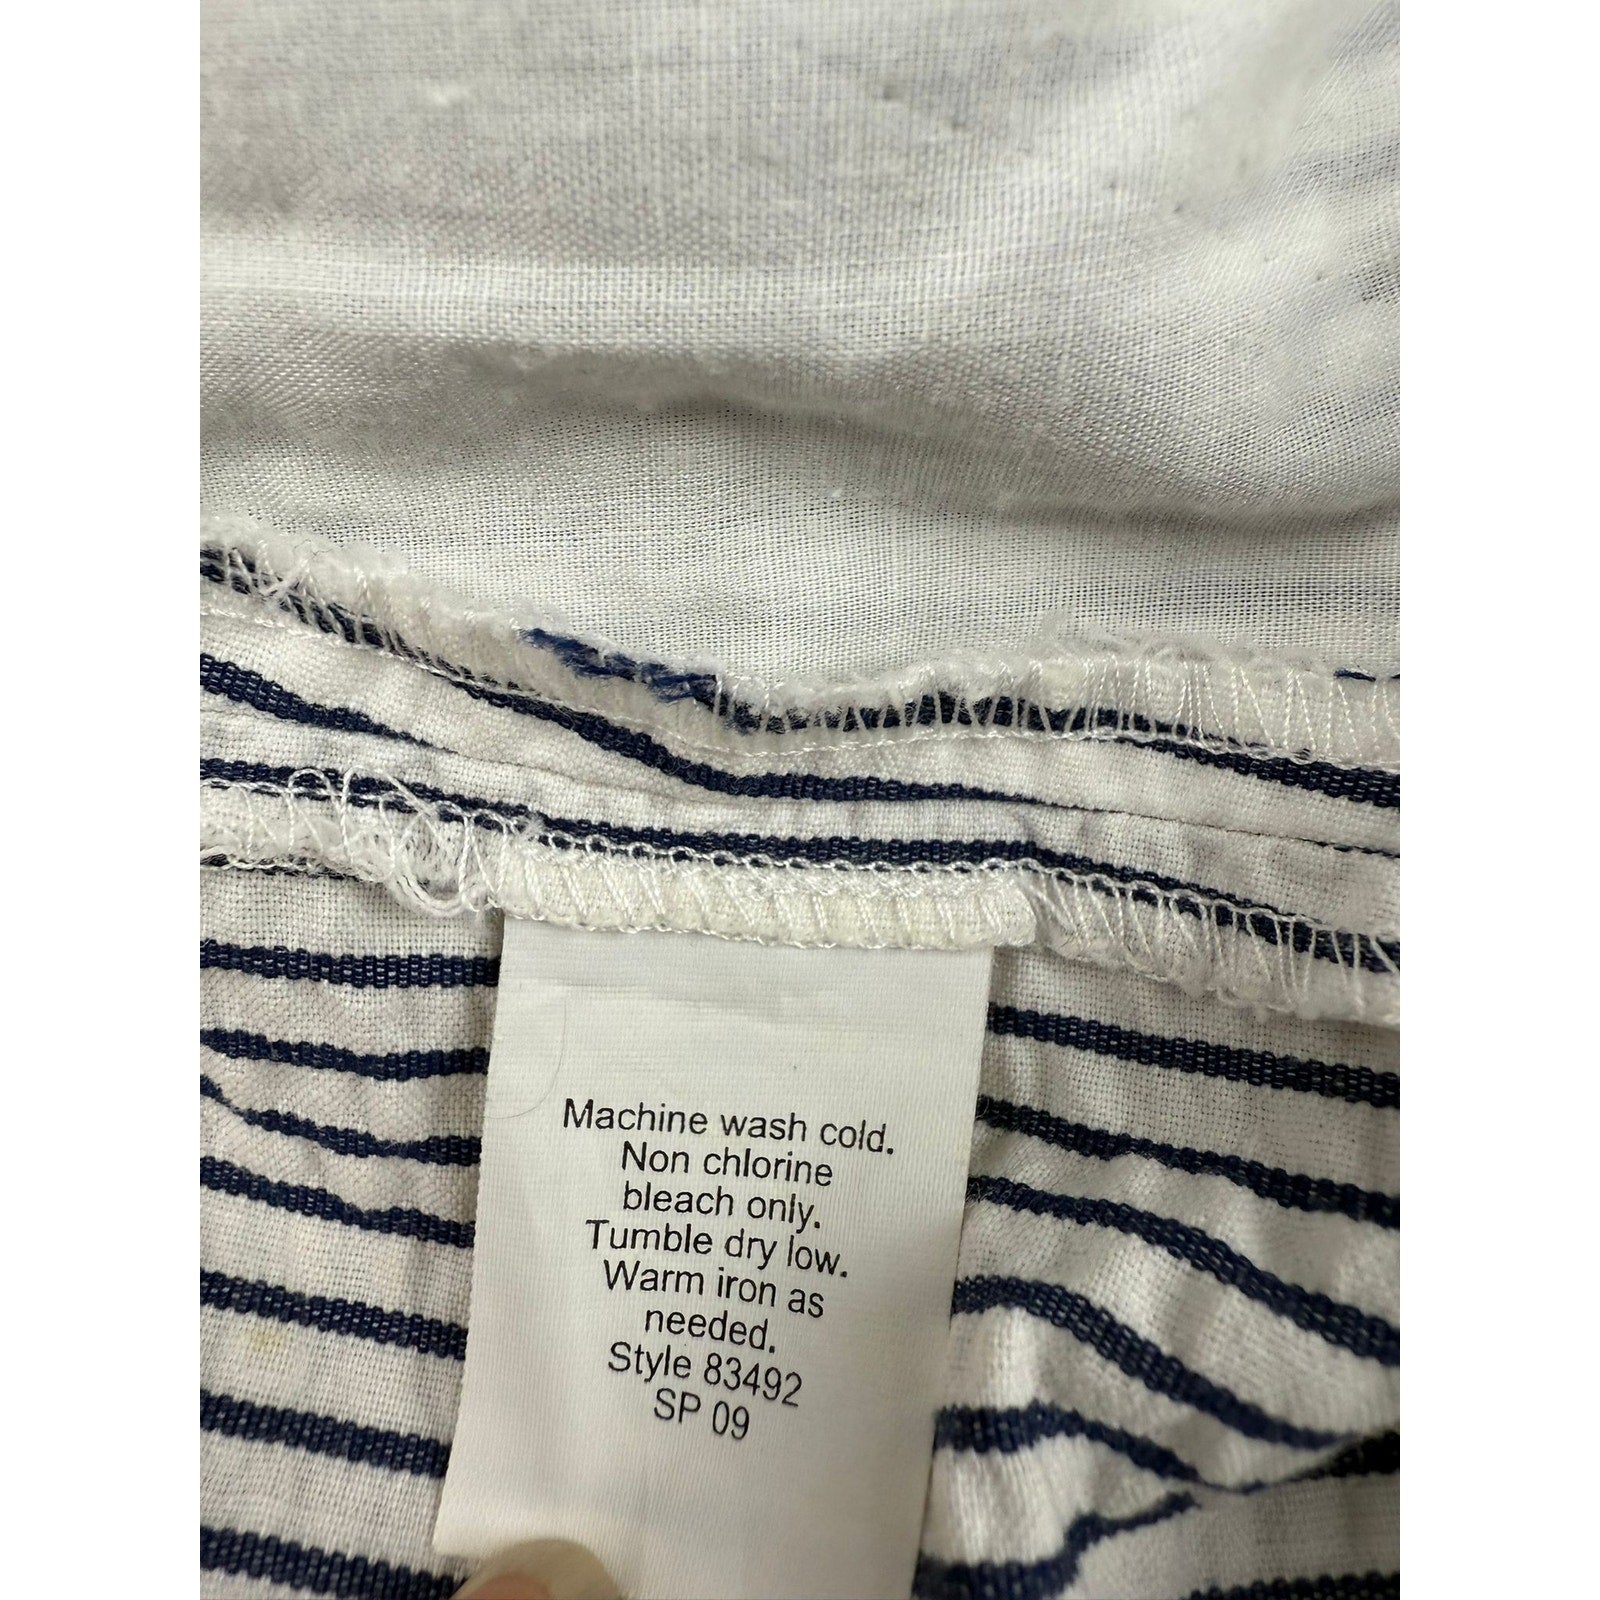 Machine wash cold.
Non chlorine
bleach only.
Tumble dry low.
Warm iron as
needed.
Style 83492
SP 09